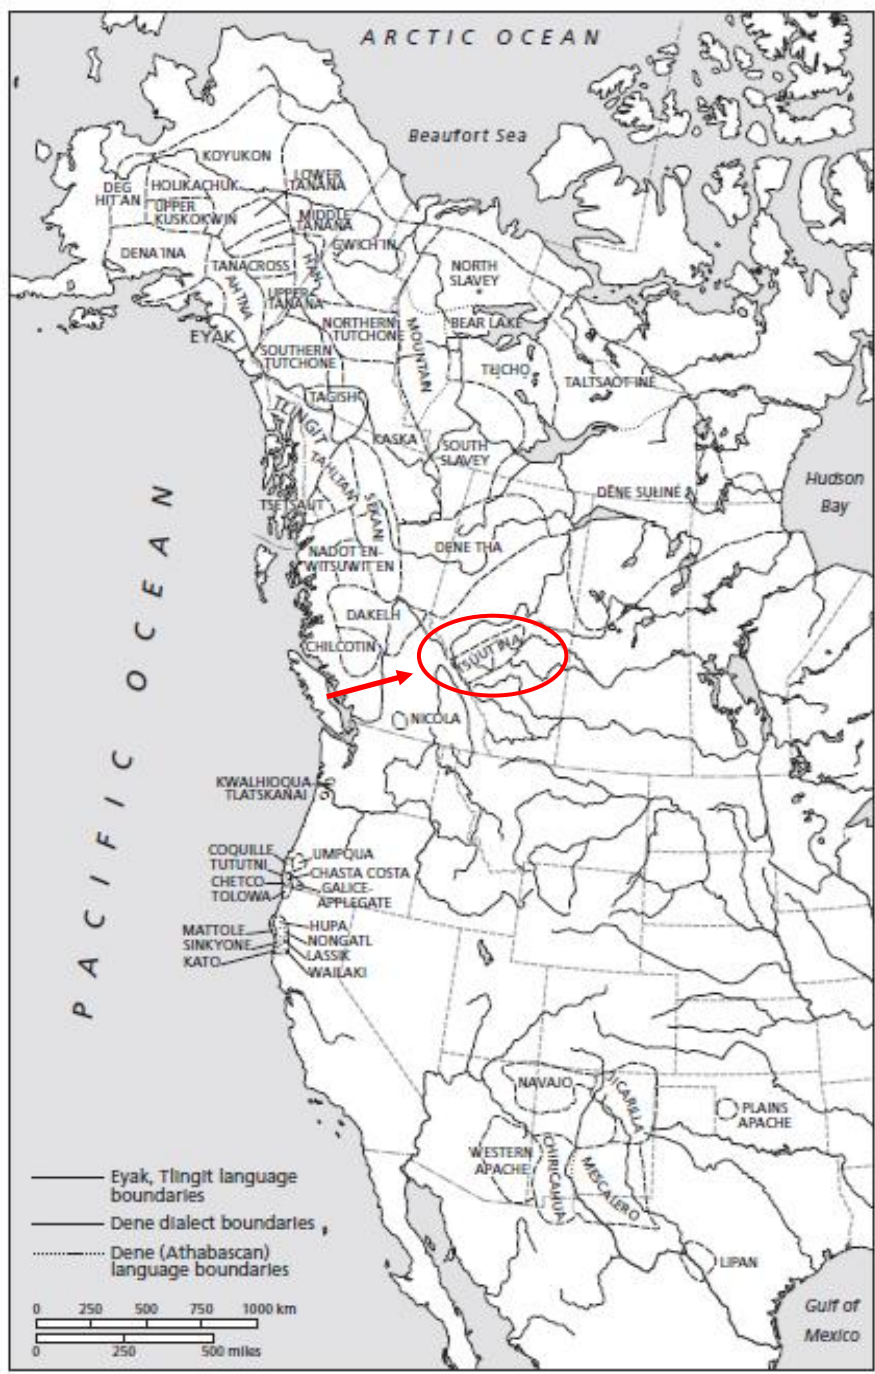 ARCTIC OCEAN
Beaufort Sea
KOYUKON
DEG
HIT'AN
HOLIKACHUK
LOWER
TANANA
UPPER
KUSKOKWIN
MIDDLE
TANANA
GWICH'IN
DENA'INA
TANACROSS
HAN
NORTH
SLAVEY
AHTNA
UPPER
TANANA
EYAK
NORTHERN
TUTCHONE
MOUNTAIN
BEAR LAKE
SOUTHERN
TUTCHONE
TŁĮCHǪ
TALTSAOT'INE
TAGISH
TLINGIT
KASKA
SOUTH
SLAVEY
TAHLTAN
SEKANI
TSETSAUT
DËNE SUŁINÉ
Hudson
Bay
NADOT'EN-
WITSUWIT'EN
DENE THA
DAKELH
CHILCOTIN
TSUUT'INA
NICOLA
PACIFIC OCEAN
KWALHIOQUA
TLATSKANAI
COQUILLE
TUTUTNI
CHETCO
TOLOWA
UMPQUA
CHASTA COSTA
GALICE-
APPLEGATE
MATTOLE
SINKYONE
KATO
HUPA
NONGATL
LASSIK
WAILAKI
NAVAJO
JICARILLA
PLAINS
APACHE
WESTERN
APACHE
CHIRICAHUA
MESCALERO
LIPAN
Eyak, Tlingit language
boundaries
Dene dialect boundaries
Dene (Athabascan)
language boundaries
0 250 500 750 1000 km
0 250 500 miles
Gulf of
Mexico